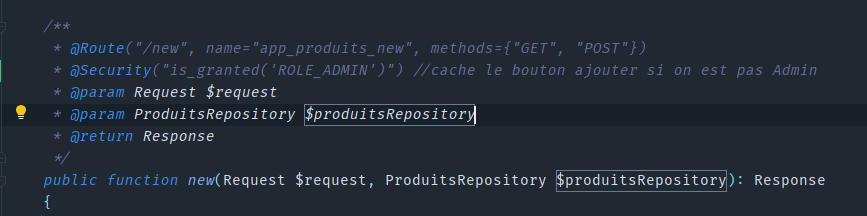 /**
* @Route("/new", name="app_produits_new", methods={"GET", "POST"})
* @Security("is_granted('ROLE_ADMIN')") //cache le bouton ajouter si on est pas Admin
* @param Request $request
* @param ProduitsRepository $produitsRepository
* @return Response
*/
public function new(Request $request, ProduitsRepository $produitsRepository): Response
{